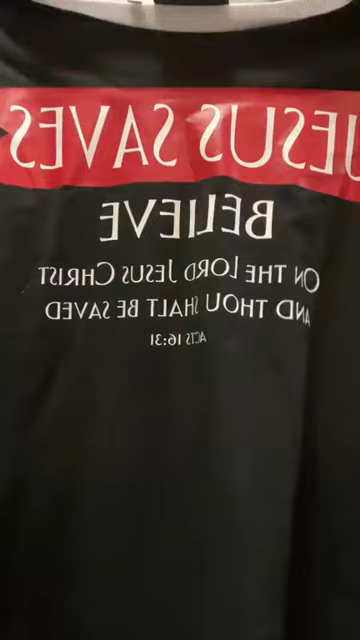 JESUS SAVES
BELIEVE
ON THE LORD JESUS CHRIST
AND THOU SHALT BE SAVED
ACTS 16:31